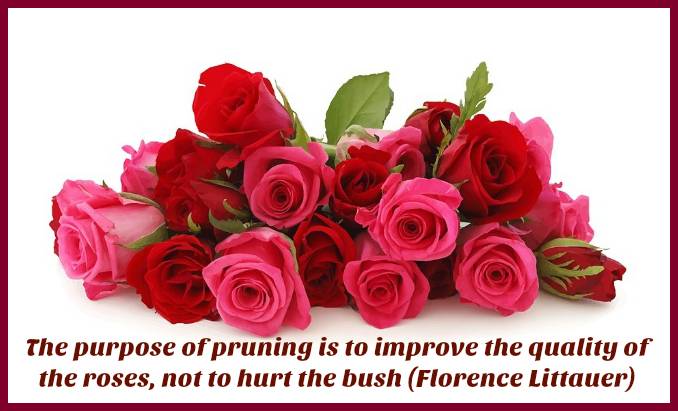 The purpose of pruning is to improve the quality of
the roses, not to hurt the bush (Florence Littauer)